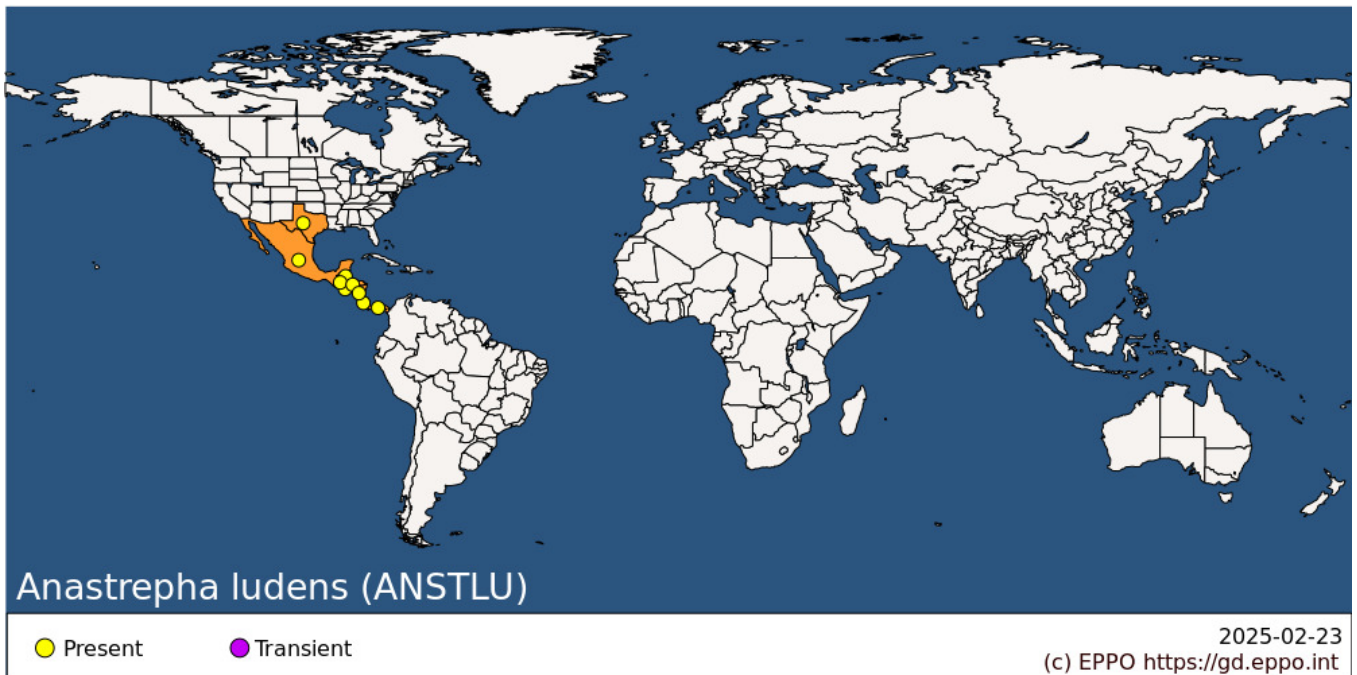 Anastrepha ludens (ANSTLU)
Present
Transient
2025-02-23
(c) EPPO https://gd.eppo.int